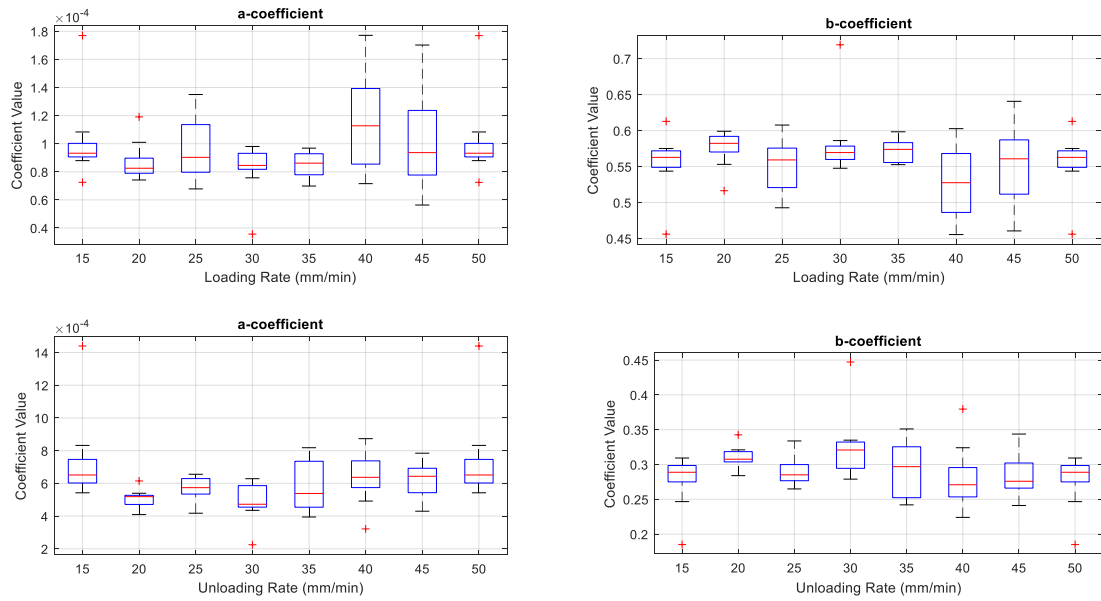 a-coefficient
×10⁻⁴
1.8
1.6
1.4
1.2
1
0.8
0.6
0.4
Coefficient Value
15 20 25 30 35 40 45 50
Loading Rate (mm/min)
b-coefficient
0.7
0.65
0.6
0.55
0.5
0.45
Coefficient Value
15 20 25 30 35 40 45 50
Loading Rate (mm/min)
a-coefficient
×10⁻⁴
14
12
10
8
6
4
2
Coefficient Value
15 20 25 30 35 40 45 50
Unloading Rate (mm/min)
b-coefficient
0.45
0.4
0.35
0.3
0.25
0.2
Coefficient Value
15 20 25 30 35 40 45 50
Unloading Rate (mm/min)